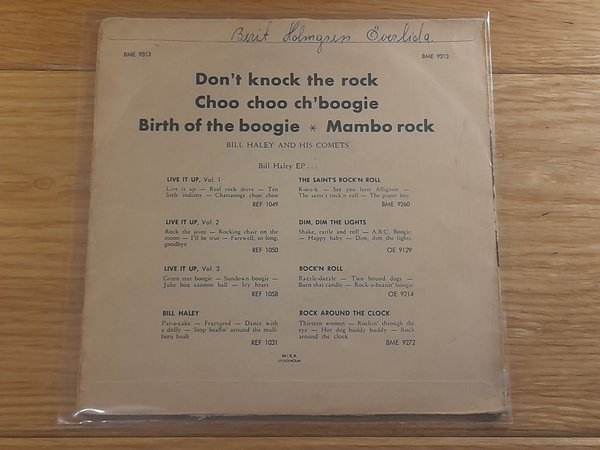 Berit Holmgren Överlida.
BME 9313
BME 9313
Don't knock the rock
Choo choo ch'boogie
Birth of the boogie * Mambo rock
BILL HALEY AND HIS COMETS
Bill Haley EP . . .
LIVE IT UP, Vol. 1
Live it up — Real rock drive — Ten
little indians — Chattanoga choo choo
REF 1049
LIVE IT UP, Vol. 2
Rock the joint — Rocking chair on the
moon — I'll be true — Farewell, so long,
goodbye
REF 1050
LIVE IT UP, Vol. 3
Green tree boogie — Sundown boogie —
Juke box cannon ball — Icy heart
REF 1058
BILL HALEY
Pat-a-cake — Fractured — Dance with
a dolly — Stop beafin' around the mull-
beru bush
REF 1031
THE SAINT'S ROCK'N ROLL
R-o-c-k — See you later Alligator —
The saint's rock'n roll — The paper boy
BME 9260
DIM, DIM THE LIGHTS
Shake, rattle and roll — A.B.C. Boogie
— Happy baby — Dim, dim the lights
OE 9129
ROCK'N ROLL
Razzle-dazzle — Two hound dogs —
Burn that candle — Rock-a-beatin' boogie
OE 9214
ROCK AROUND THE CLOCK
Thirteen women — Rockin' through the
rye — Hot dog buddy buddy — Rock
around the clock
BME 9272
MIKA
STOCKHOLM